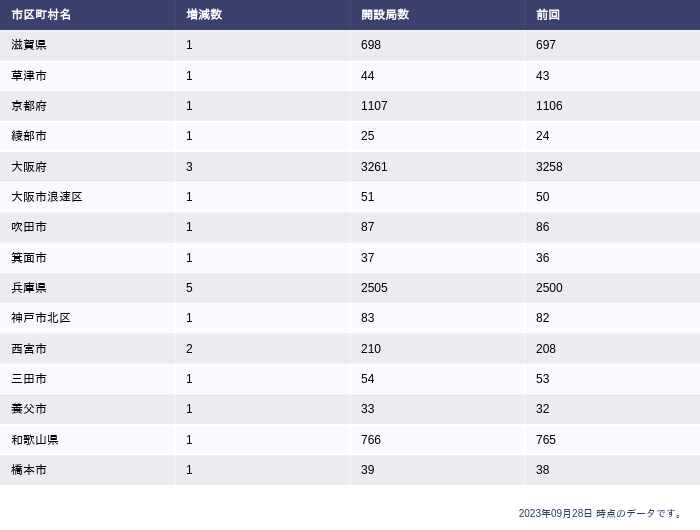 市区町村名 増減数 開設局数 前回
滋賀県 1 698 697
草津市 1 44 43
京都府 1 1107 1106
綾部市 1 25 24
大阪府 3 3261 3258
大阪市浪速区 1 51 50
吹田市 1 87 86
箕面市 1 37 36
兵庫県 5 2505 2500
神戸市北区 1 83 82
西宮市 2 210 208
三田市 1 54 53
養父市 1 33 32
和歌山県 1 766 765
橋本市 1 39 38
2023年09月28日 時点のデータです。